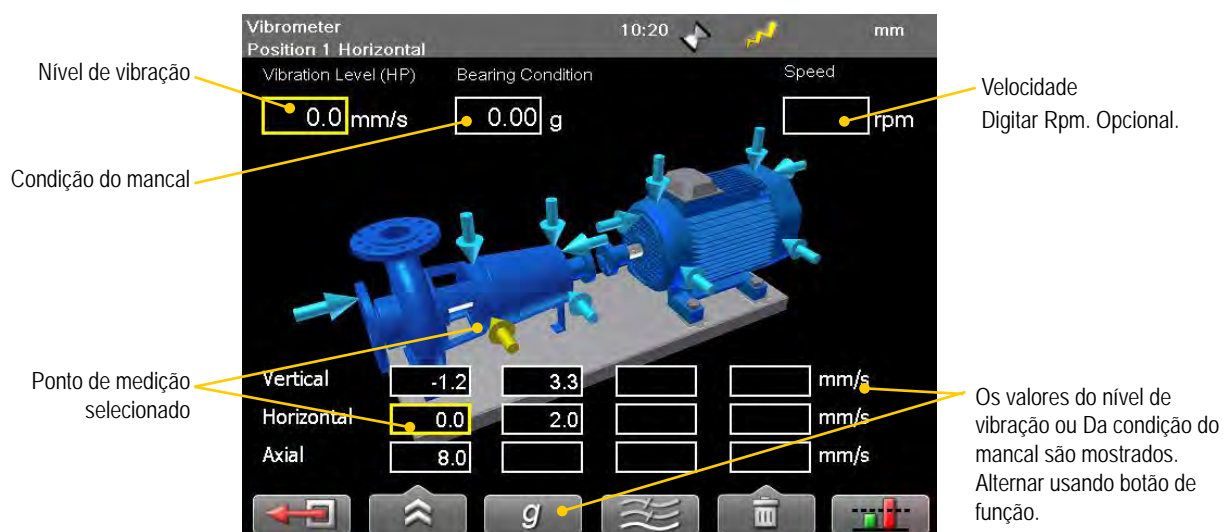 Vibrometer
10:20
mm
Position 1 Horizontal
Nível de vibração
Vibration Level (HP)
Bearing Condition
Speed
0.0 mm/s
0.00 g
rpm
Velocidade
Digitar Rpm. Opcional.
Condição do mancal
Ponto de medição
selecionado
Vertical -1.2 3.3 mm/s
Horizontal 0.0 2.0 mm/s
Axial 8.0 mm/s
Os valores do nível de
vibração ou Da condição do
mancal são mostrados.
Alternar usando botão de
função.
g